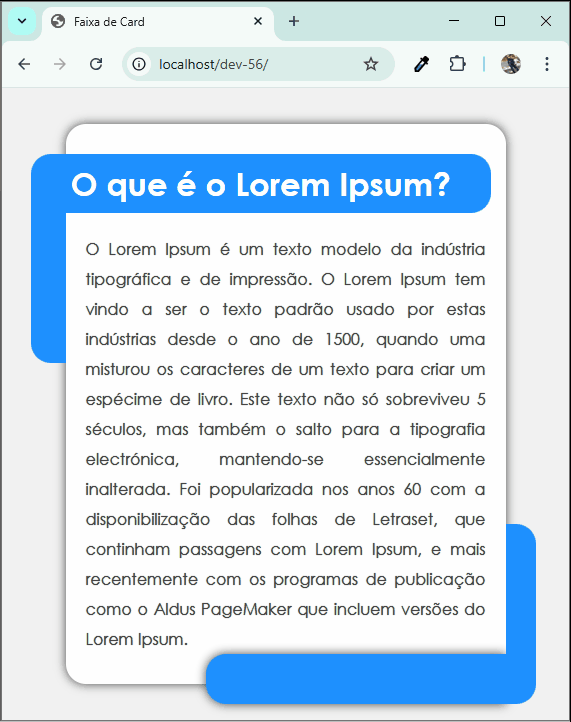 Faixa de Card
localhost/dev-56/
O que é o Lorem Ipsum?
O Lorem Ipsum é um texto modelo da indústria
tipográfica e de impressão. O Lorem Ipsum tem
vindo a ser o texto padrão usado por estas
indústrias desde o ano de 1500, quando uma
misturou os caracteres de um texto para criar um
espécime de livro. Este texto não só sobreviveu 5
séculos, mas também o salto para a tipografia
electrónica, mantendo-se essencialmente
inalterada. Foi popularizada nos anos 60 com a
disponibilização das folhas de Letraset, que
continham passagens com Lorem Ipsum, e mais
recentemente com os programas de publicação
como o Aldus PageMaker que incluem versões do
Lorem Ipsum.